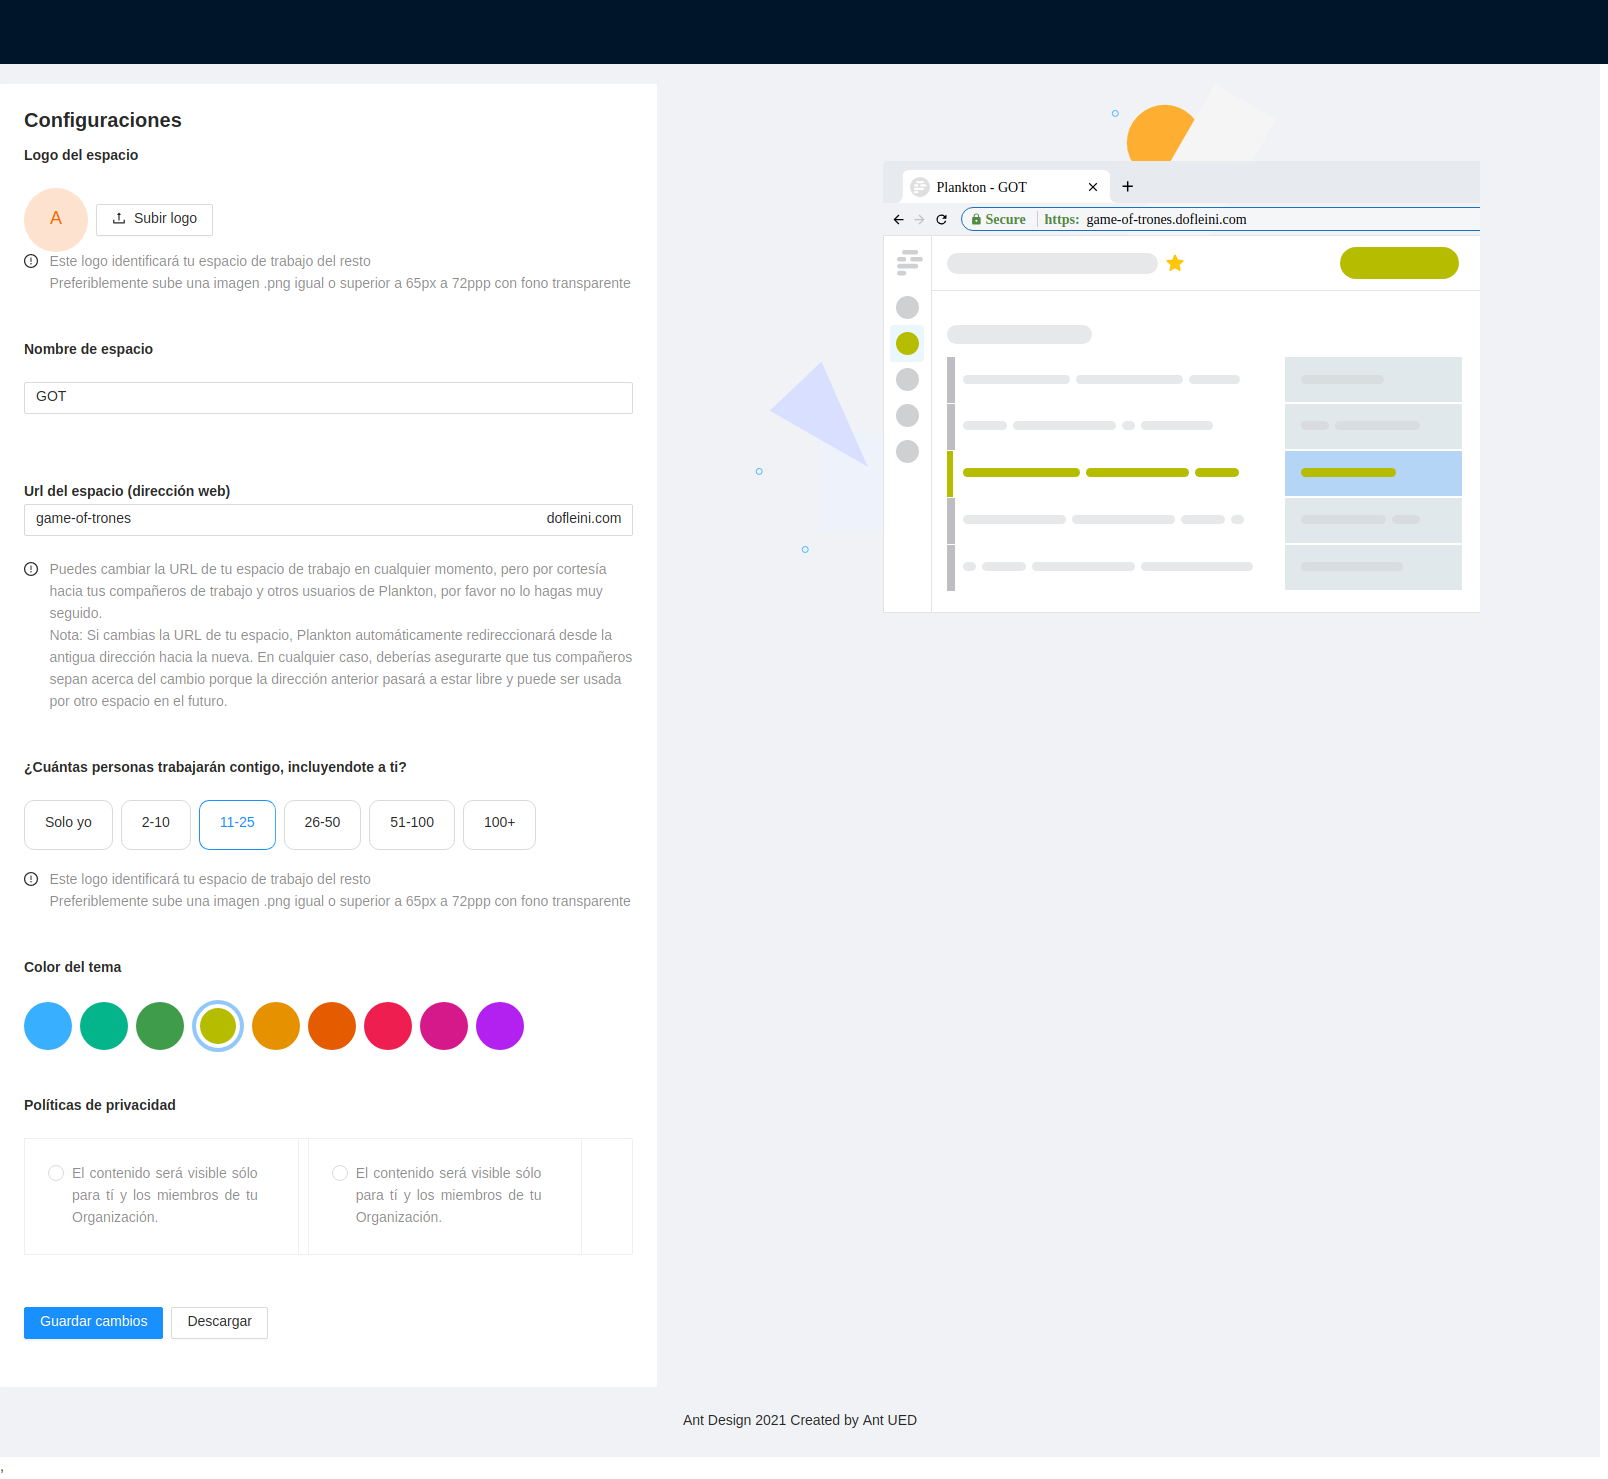 Configuraciones
Logo del espacio
A
Subir logo
Este logo identificará tu espacio de trabajo del resto
Preferiblemente sube una imagen .png igual o superior a 65px a 72ppp con fono transparente
Nombre de espacio
GOT
Url del espacio (dirección web)
game-of-trones dofleini.com
Puedes cambiar la URL de tu espacio de trabajo en cualquier momento, pero por cortesía
hacia tus compañeros de trabajo y otros usuarios de Plankton, por favor no lo hagas muy
seguido.
Nota: Si cambias la URL de tu espacio, Plankton automáticamente redireccionará desde la
antigua dirección hacia la nueva. En cualquier caso, deberías asegurarte que tus compañeros
sepan acerca del cambio porque la dirección anterior pasará a estar libre y puede ser usada
por otro espacio en el futuro.
¿Cuántas personas trabajarán contigo, incluyendote a ti?
Solo yo 2-10 11-25 26-50 51-100 100+
Este logo identificará tu espacio de trabajo del resto
Preferiblemente sube una imagen .png igual o superior a 65px a 72ppp con fono transparente
Color del tema
Políticas de privacidad
El contenido será visible sólo
para tí y los miembros de tu
Organización.
El contenido será visible sólo
para tí y los miembros de tu
Organización.
Guardar cambios Descargar
Plankton - GOT
Secure https: game-of-trones.dofleini.com
Ant Design 2021 Created by Ant UED
,